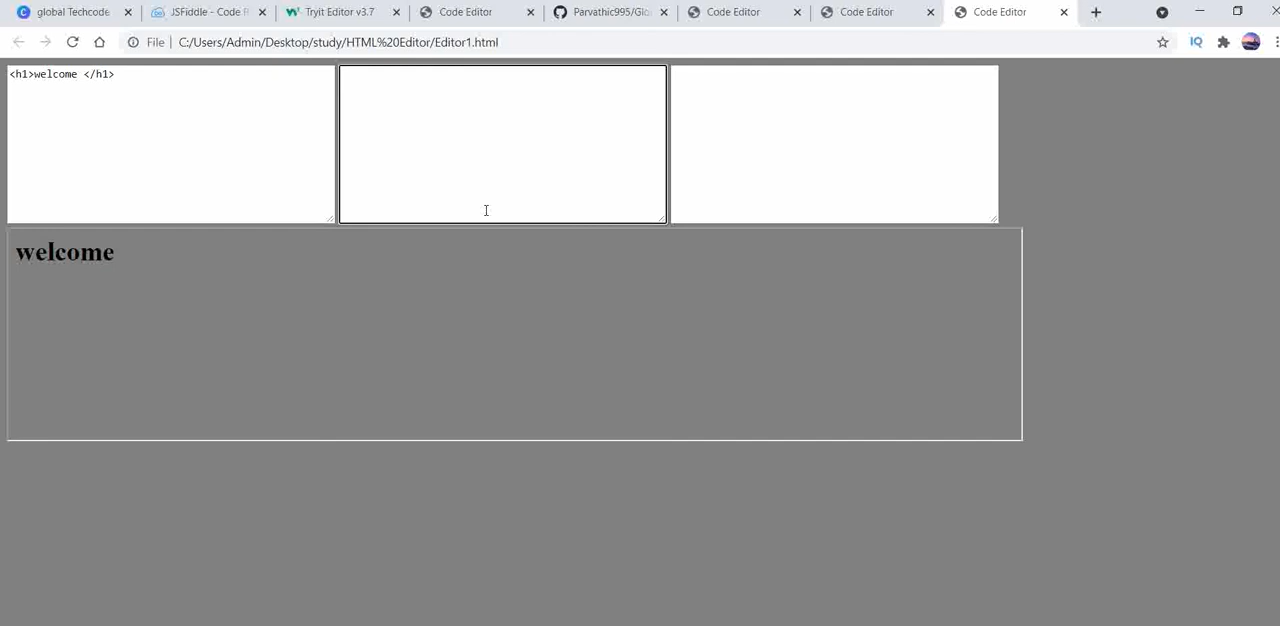 global Techcode
JSFiddle - Code
Tryit Editor v3.7
Code Editor
Parvathic995/Glo
Code Editor
Code Editor
Code Editor
File
C:/Users/Admin/Desktop/study/HTML%20Editor/Editor1.html
IQ
<h1>welcome </h1>
welcome